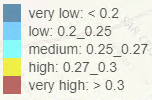 very low: < 0.2
low: 0.2_0.25
medium: 0.25_0.27
high: 0.27_0.3
very high: > 0.3